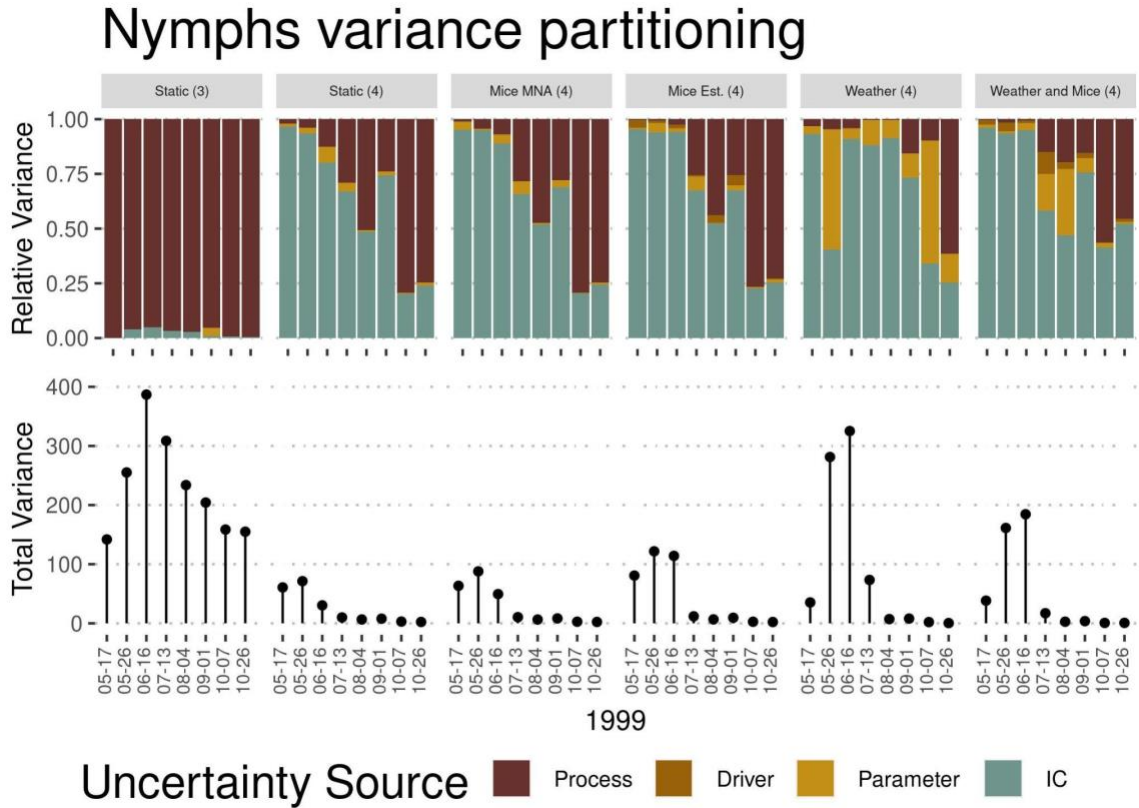 Nymphs variance partitioning
Static (3) Static (4) Mice MNA (4) Mice Est. (4) Weather (4) Weather and Mice (4)
Relative Variance
1.00
0.75
0.50
0.25
0.00
Total Variance
400
300
200
100
0
05-17 05-26 06-16 07-13 08-04 09-01 10-07 10-26 05-17 05-26 06-16 07-13 08-04 09-01 10-07 10-26 05-17 05-26 06-16 07-13 08-04 09-01 10-07 10-26 05-17 05-26 06-16 07-13 08-04 09-01 10-07 10-26 05-17 05-26 06-16 07-13 08-04 09-01 10-07 10-26 05-17 05-26 06-16 07-13 08-04 09-01 10-07 10-26
1999
Uncertainty Source Process Driver Parameter IC